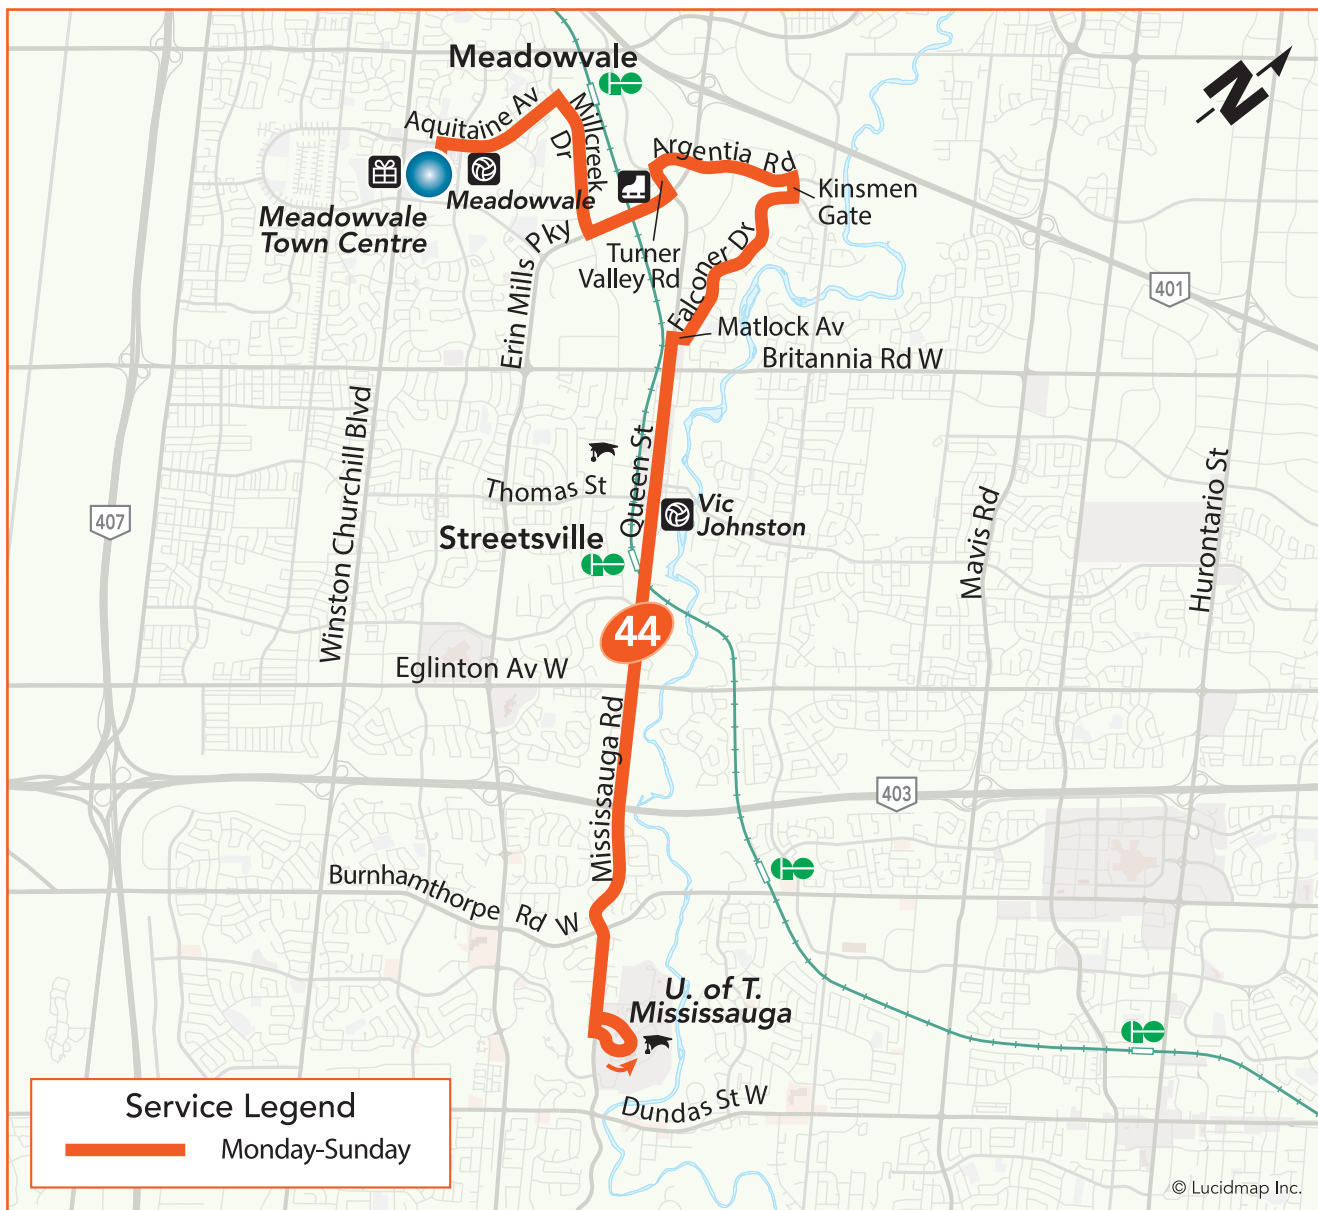 Meadowvale
N
Aquitaine Av
Millcreek
Dr
Argentia Rd
Meadowvale
Kinsmen
Gate
Meadowvale
Town Centre
Erin Mills Pky
Turner
Valley Rd
Falconer Dr
401
Matlock Av
Britannia Rd W
Winston Churchill Blvd
Queen St
Thomas St
Vic
Johnston
407
Streetsville
Mavis Rd
Hurontario St
44
Eglinton Av W
Mississauga Rd
403
Burnhamthorpe Rd W
U. of T.
Mississauga
Dundas St W
Service Legend
Monday-Sunday
© Lucidmap Inc.